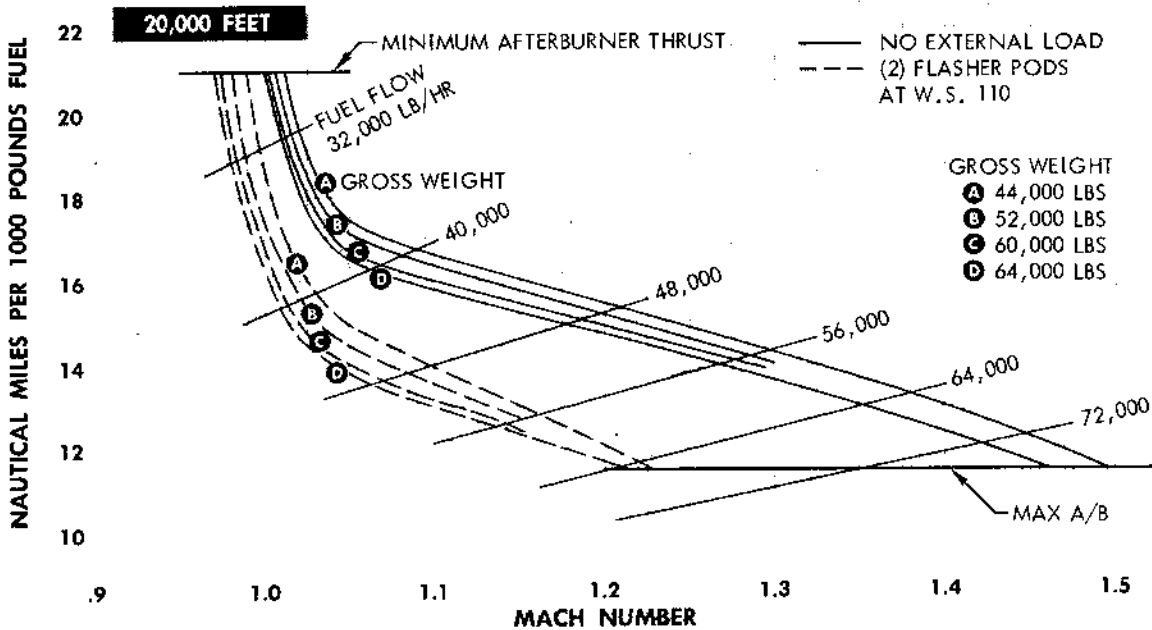 20,000 FEET
MINIMUM AFTERBURNER THRUST
NO EXTERNAL LOAD
(2) FLASHER PODS
AT W.S. 110
NAUTICAL MILES PER 1000 POUNDS FUEL
22
20
18
16
14
12
10
FUEL FLOW
32,000 LB/HR
GROSS WEIGHT
A
B
C
D
A
B
C
D
40,000
48,000
56,000
64,000
72,000
GROSS WEIGHT
A 44,000 LBS
B 52,000 LBS
C 60,000 LBS
D 64,000 LBS
MAX A/B
.9 1.0 1.1 1.2 1.3 1.4 1.5
MACH NUMBER